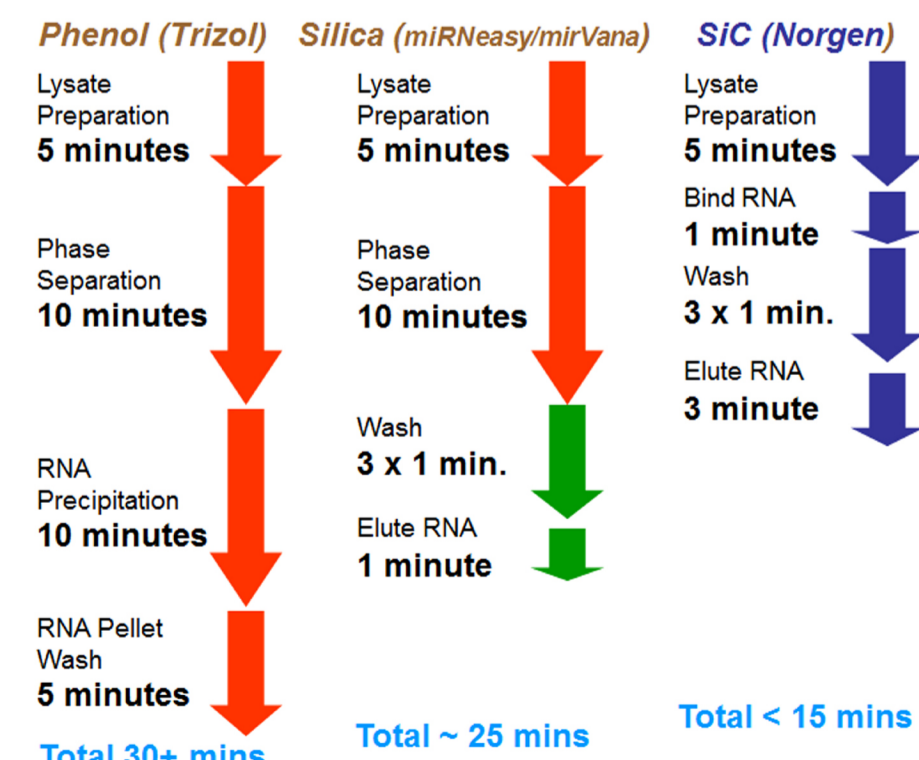 Phenol (Trizol)
Lysate
Preparation
5 minutes
Phase
Separation
10 minutes
RNA
Precipitation
10 minutes
RNA Pellet
Wash
5 minutes
Total 30+ mins
Silica (miRNeasy/mirVana)
Lysate
Preparation
5 minutes
Phase
Separation
10 minutes
Wash
3 x 1 min.
Elute RNA
1 minute
Total ~ 25 mins
SiC (Norgen)
Lysate
Preparation
5 minutes
Bind RNA
1 minute
Wash
3 x 1 min.
Elute RNA
3 minute
Total < 15 mins